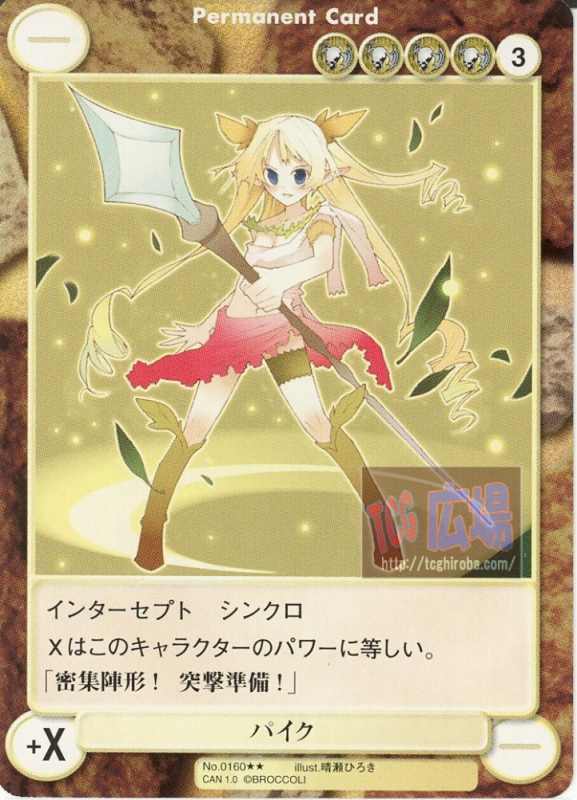 Permanent Card
3
TCG 広場
http://tcghiroba.com/
インターセプト シンクロ
Xはこのキャラクターのパワーに等しい。
「密集陣形！ 突撃準備！」
パイク
+X
No.0160★★ illust.晴瀬ひろき
CAN 1.0 ©BROCCOLI